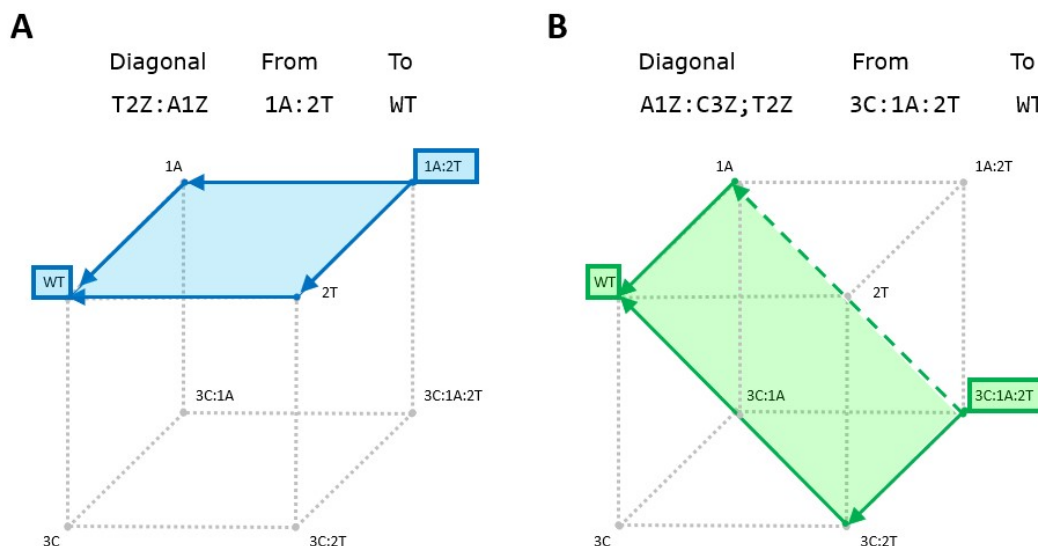 A
Diagonal From To
T2Z:A1Z 1A:2T WT
1A
1A:2T
WT
2T
3C:1A
3C:1A:2T
3C
3C:2T
B
Diagonal From To
A1Z:C3Z;T2Z 3C:1A:2T WT
1A
1A:2T
WT
2T
3C:1A
3C:1A:2T
3C
3C:2T